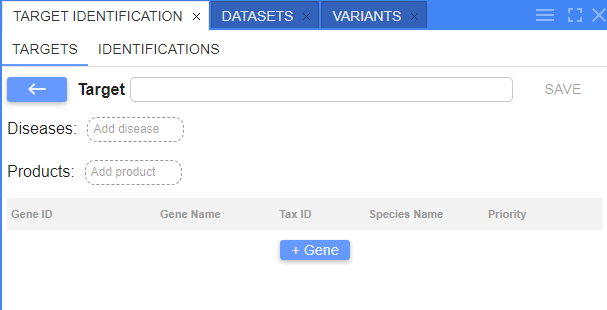 TARGET IDENTIFICATION × DATASETS × VARIANTS ×
TARGETS IDENTIFICATIONS
← Target SAVE
Diseases: Add disease
Products: Add product
Gene ID Gene Name Tax ID Species Name Priority
+ Gene